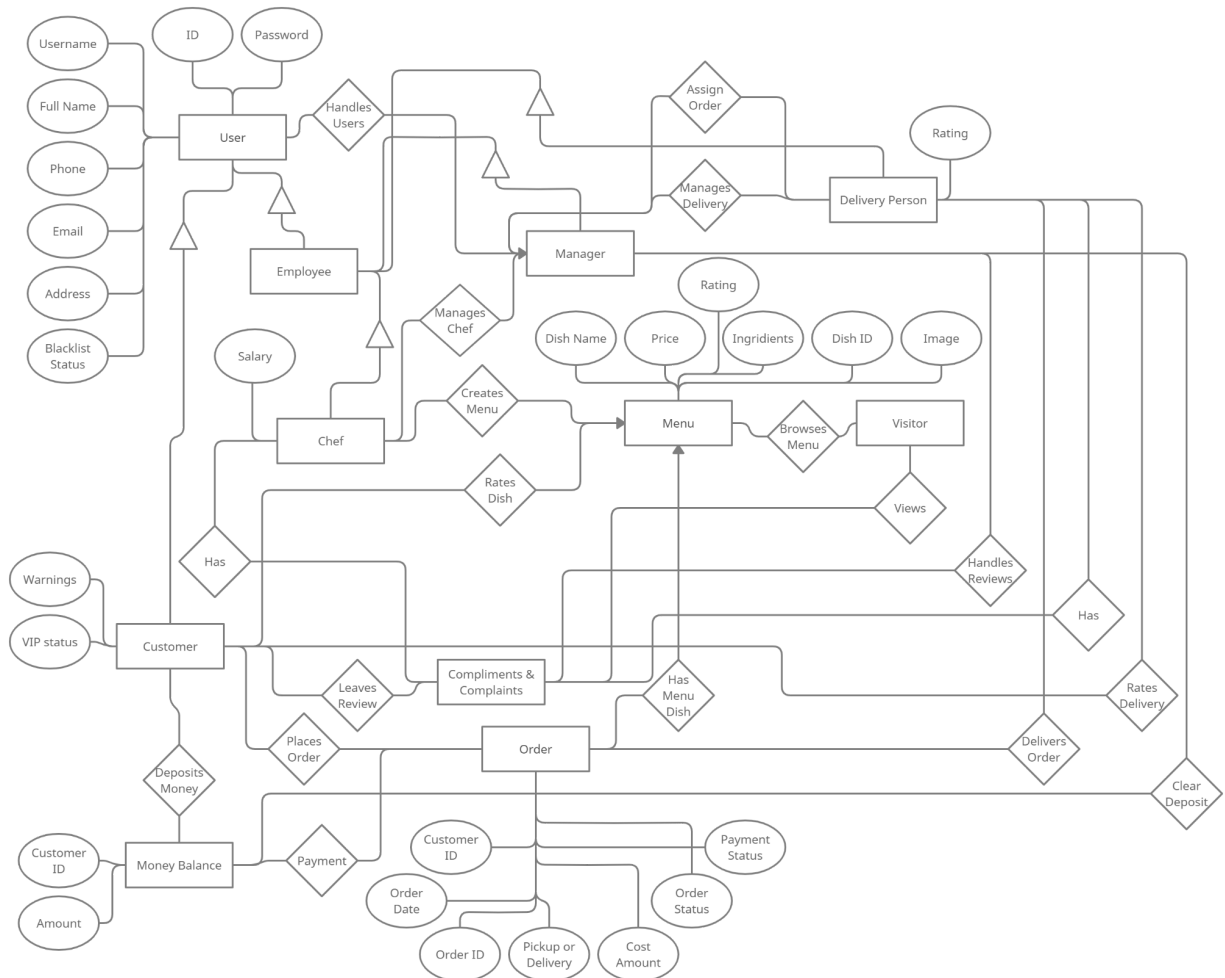 ID
Password
Username
Full Name
User
Handles
Users
Assign
Order
Rating
Phone
Manages
Delivery
Delivery Person
Email
Employee
Manager
Address
Rating
Manages
Chef
Blacklist
Status
Salary
Dish Name
Price
Ingridients
Dish ID
Image
Creates
Menu
Chef
Menu
Browses
Menu
Visitor
Rates
Dish
Views
Has
Handles
Reviews
Warnings
Has
VIP status
Customer
Leaves
Review
Compliments &
Complaints
Has
Menu
Dish
Rates
Delivery
Places
Order
Order
Delivers
Order
Deposits
Money
Clear
Deposit
Customer
ID
Money Balance
Payment
Customer
ID
Payment
Status
Amount
Order
Date
Order
Status
Order ID
Pickup or
Delivery
Cost
Amount